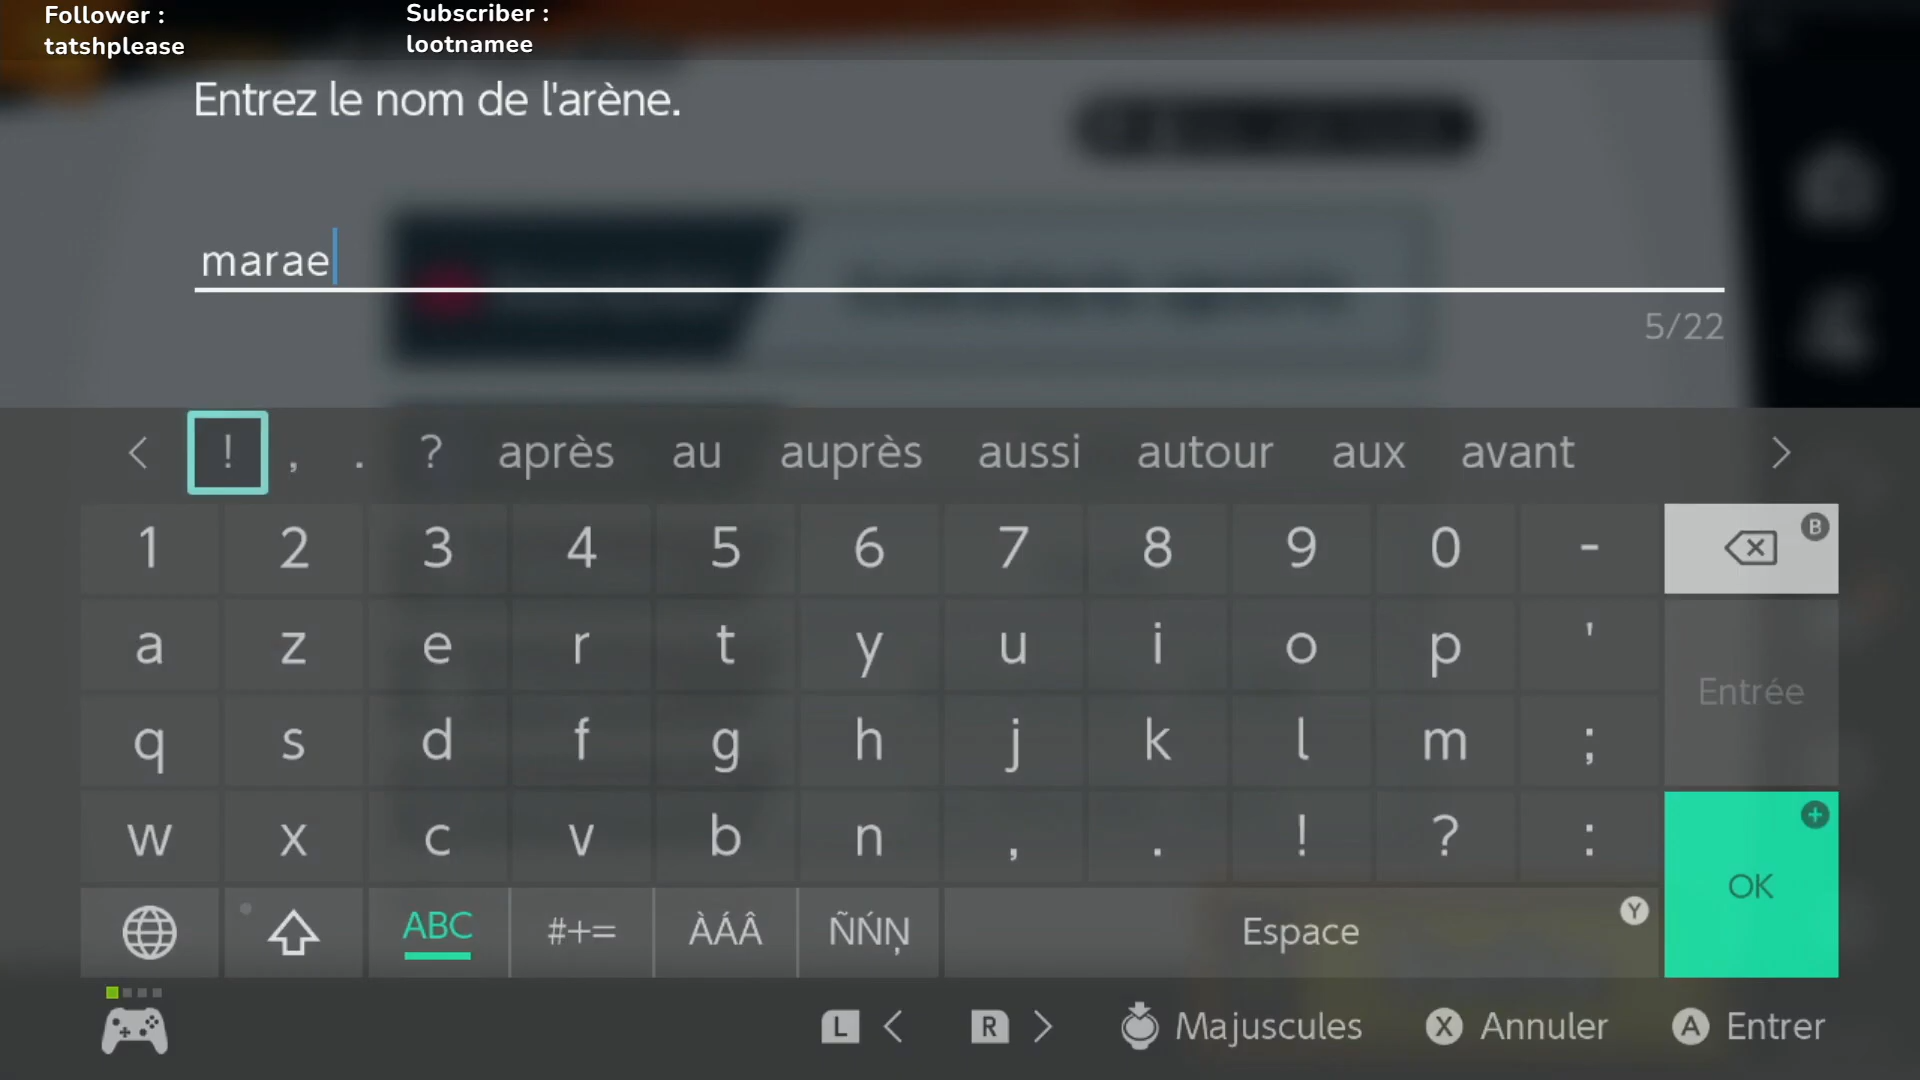 Follower :
tatshplease
Subscriber :
lootnamee
Entrez le nom de l'arène.
marae
5/22
! , . ? après au auprès aussi autour aux avant
1 2 3 4 5 6 7 8 9 0 - B
a z e r t y u i o p '
Entrée
q s d f g h j k l m ;
w x c v b n , . ! ? :
+
OK
ABC #+= ÀÁÂ ÑŃŅ Espace Y
L R Majuscules X Annuler A Entrer